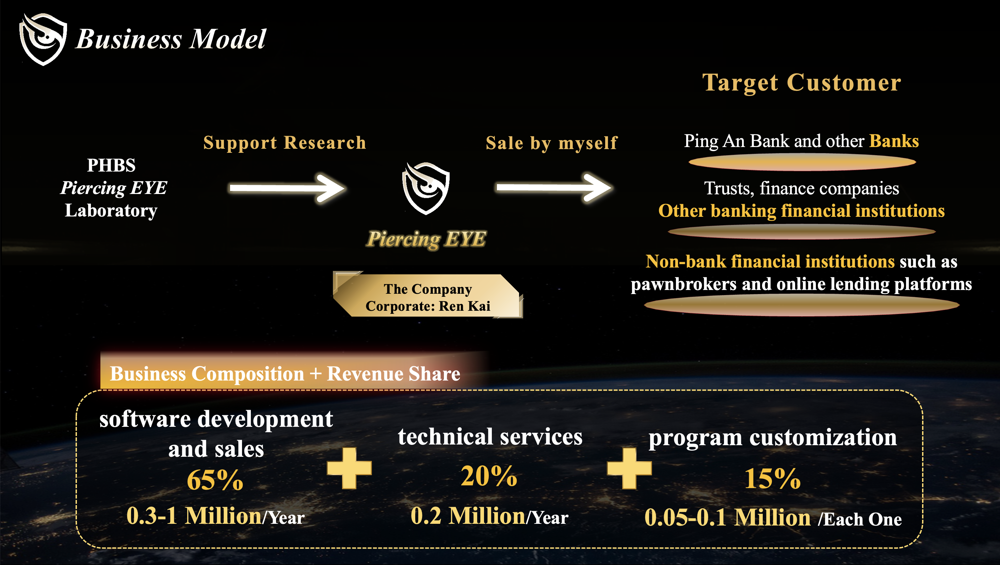 Business Model
Target Customer
Support Research
Sale by myself
PHBS
Piercing EYE
Laboratory
Piercing EYE
The Company
Corporate: Ren Kai
Ping An Bank and other Banks
Trusts, finance companies
Other banking financial institutions
Non-bank financial institutions such as
pawnbrokers and online lending platforms
Business Composition + Revenue Share
software development
and sales
65%
0.3-1 Million/Year
technical services
20%
0.2 Million/Year
program customization
15%
0.05-0.1 Million /Each One